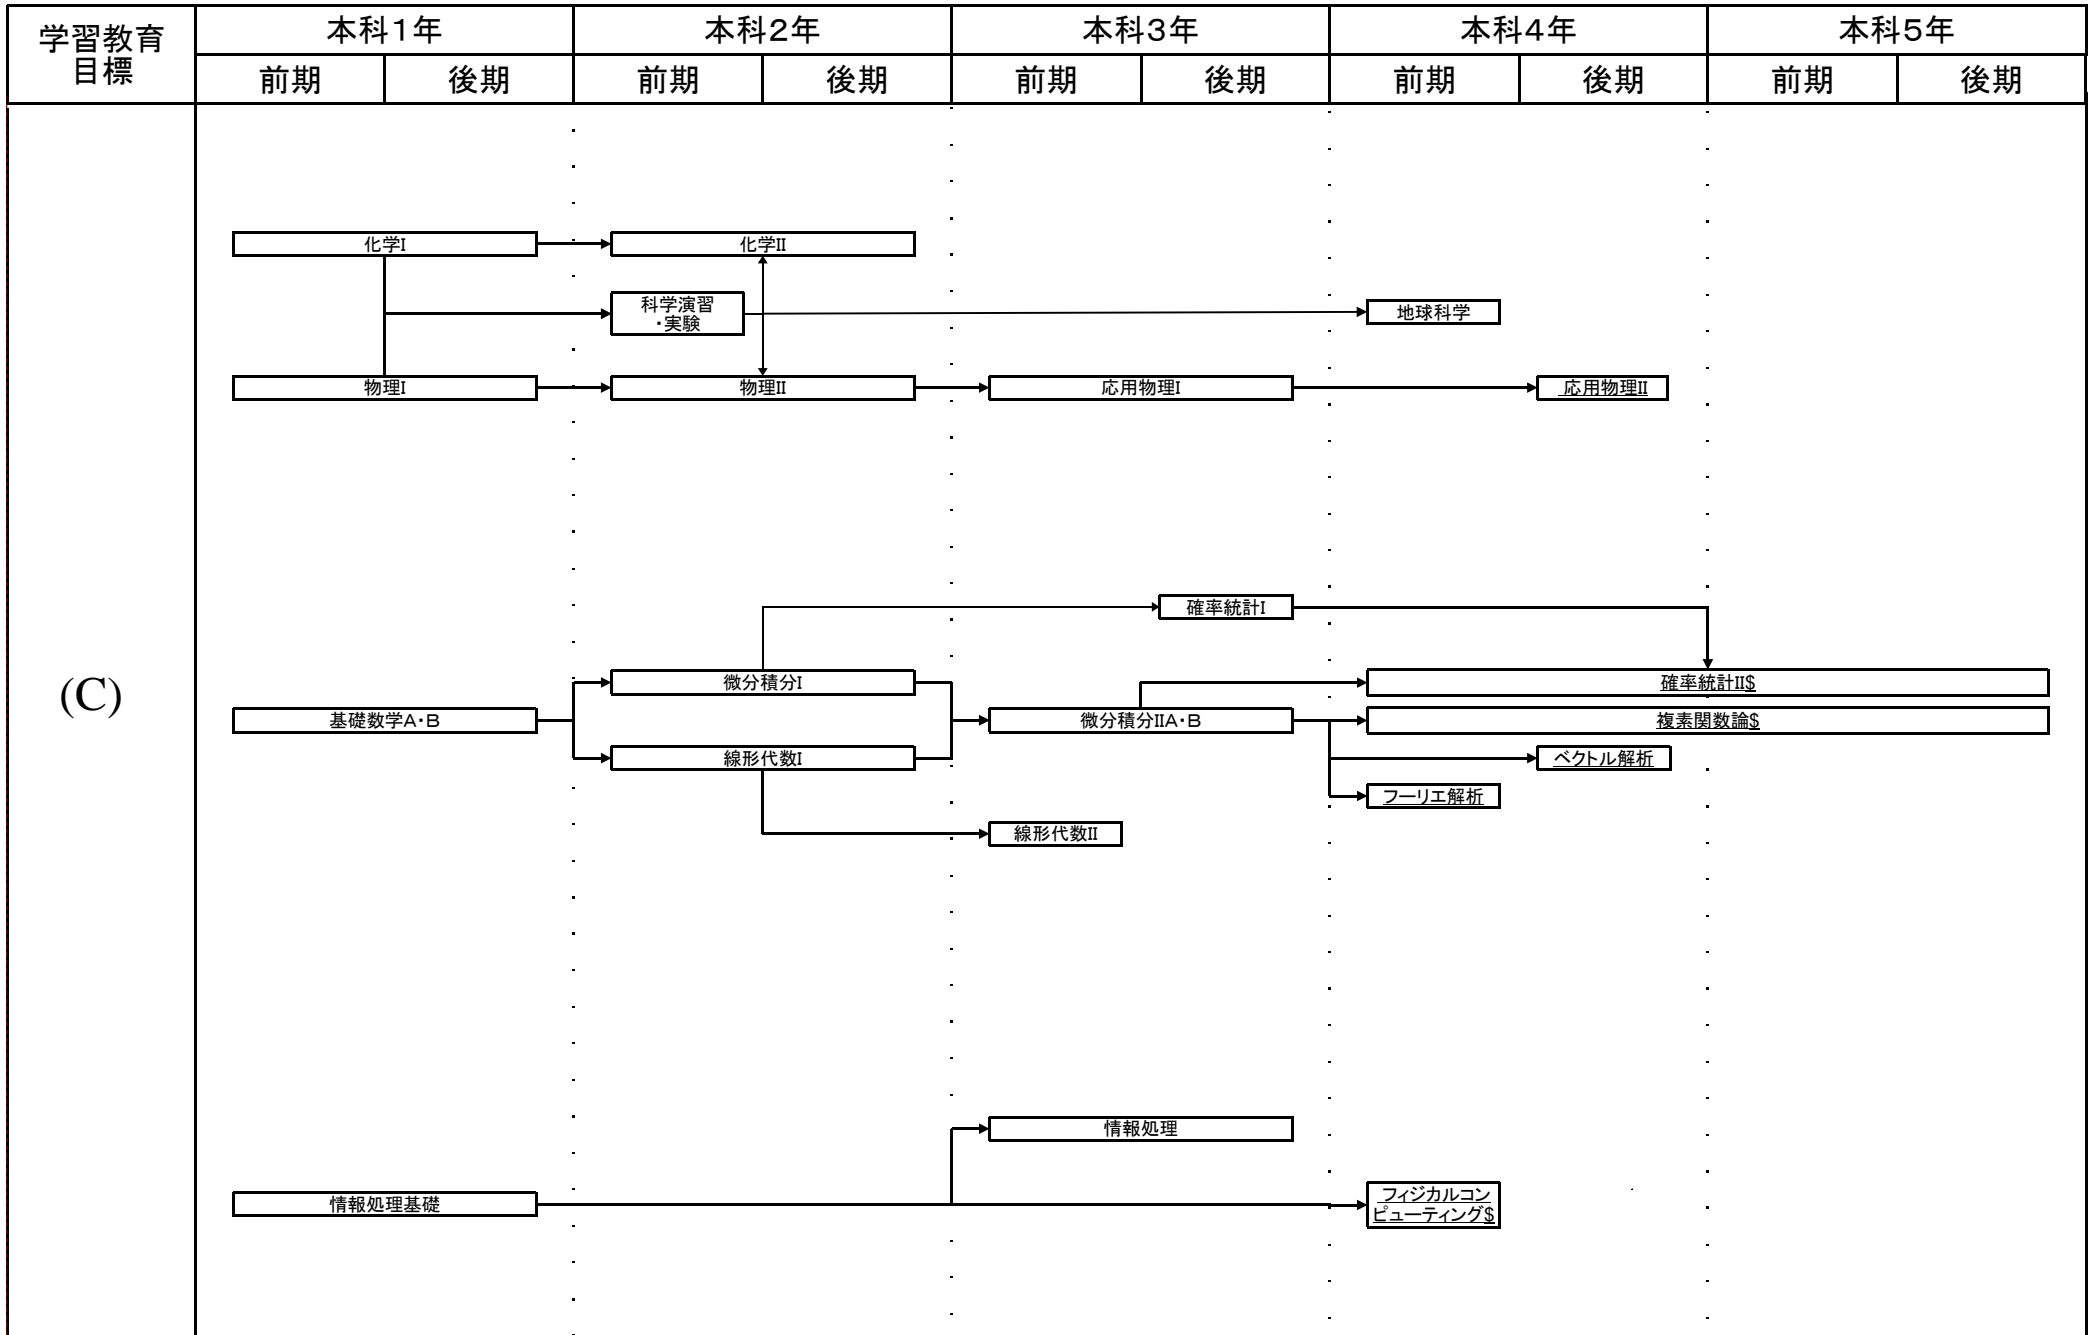 学習教育
目標
本科1年
本科2年
本科3年
本科4年
本科5年
前期
後期
前期
後期
前期
後期
前期
後期
前期
後期
(C)
化学I
化学II
科学演習
・実験
地球科学
物理I
物理II
応用物理I
応用物理II
確率統計I
微分積分I
確率統計II$
基礎数学A・B
微分積分IIA・B
複素関数論$
線形代数I
ベクトル解析
フーリエ解析
線形代数II
情報処理
情報処理基礎
フィジカルコン
ピューティング$